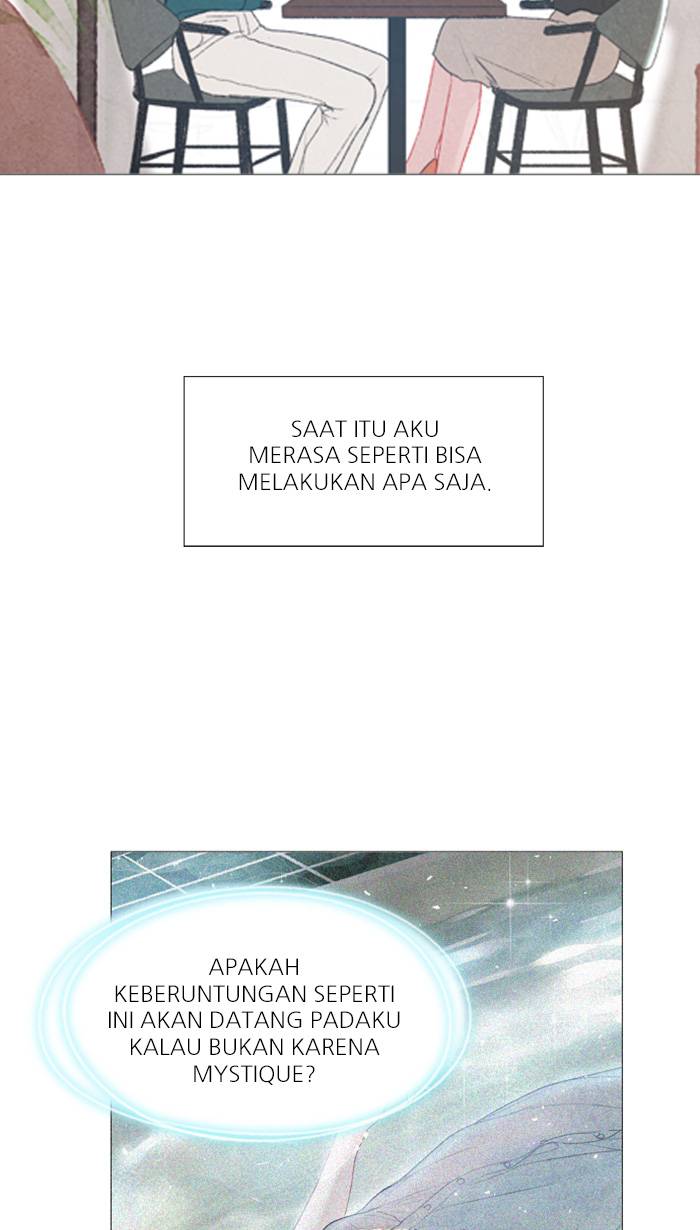 SAAT ITU AKU
MERASA SEPERTI BISA
MELAKUKAN APA SAJA.
APAKAH
KEBERUNTUNGAN SEPERTI
INI AKAN DATANG PADAKU
KALAU BUKAN KARENA
MYSTIQUE?